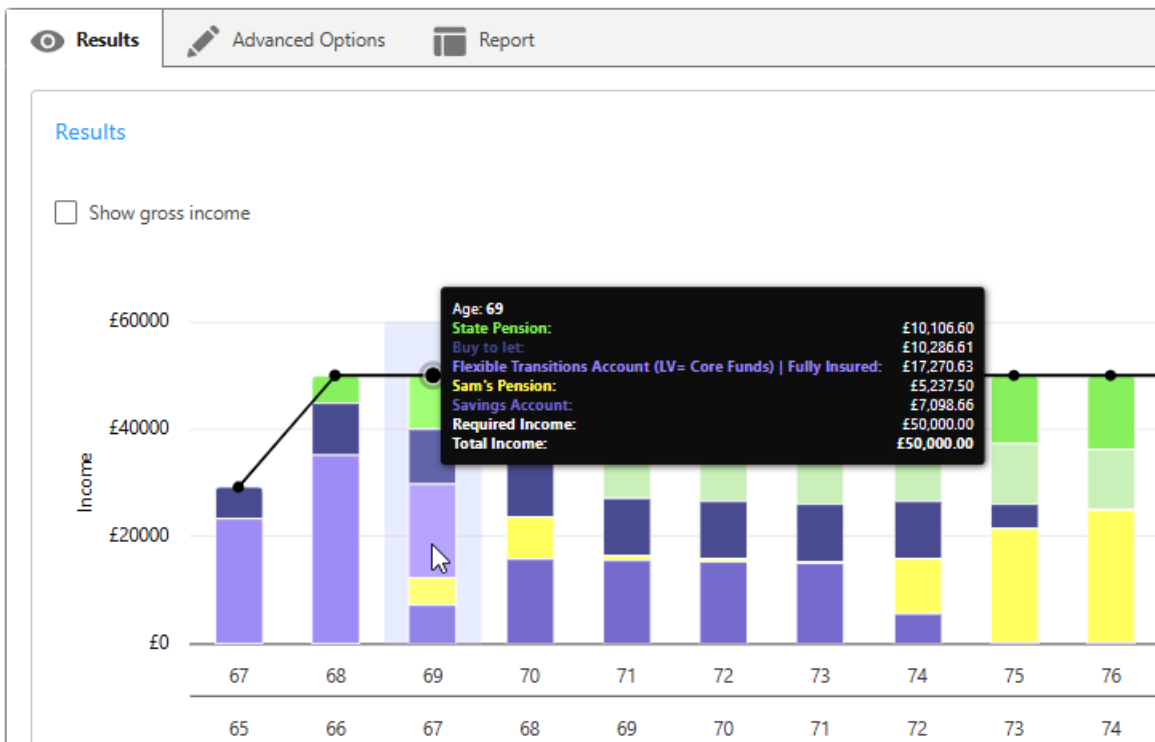 Results Advanced Options Report
Results
Show gross income
£60000
£40000
£20000
£0
Income
Age: 69
State Pension: £10,106.60
Buy to let: £10,286.61
Flexible Transitions Account (LV= Core Funds) | Fully Insured: £17,270.63
Sam's Pension: £5,237.50
Savings Account: £7,098.66
Required Income: £50,000.00
Total Income: £50,000.00
67 68 69 70 71 72 73 74 75 76
65 66 67 68 69 70 71 72 73 74